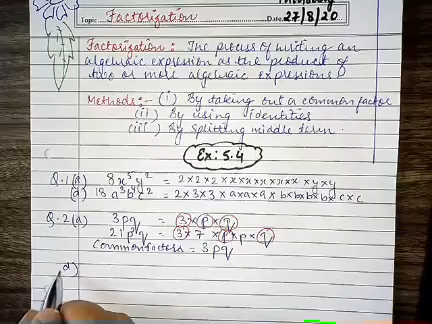 Topic Factorization Date 27/8/20
Factorization: The process of writing an
algebraic expression as the product of
two or more algebraic expressions
Methods:- (i) By taking out a common factor
(ii) By using identities
(iii) By splitting middle term.
Ex: 5.4
Q.1(a) 8x⁵y² = 2×2×2×x×x×x×x×x×y×y
(d) 18a³b⁴c² = 2×3×3×a×a×a×b×b×b×b×c×c
Q.2(a) 3pq = 3×p×q
21p²q = 3×7×p×p×q
Common factors = 3pq
d)